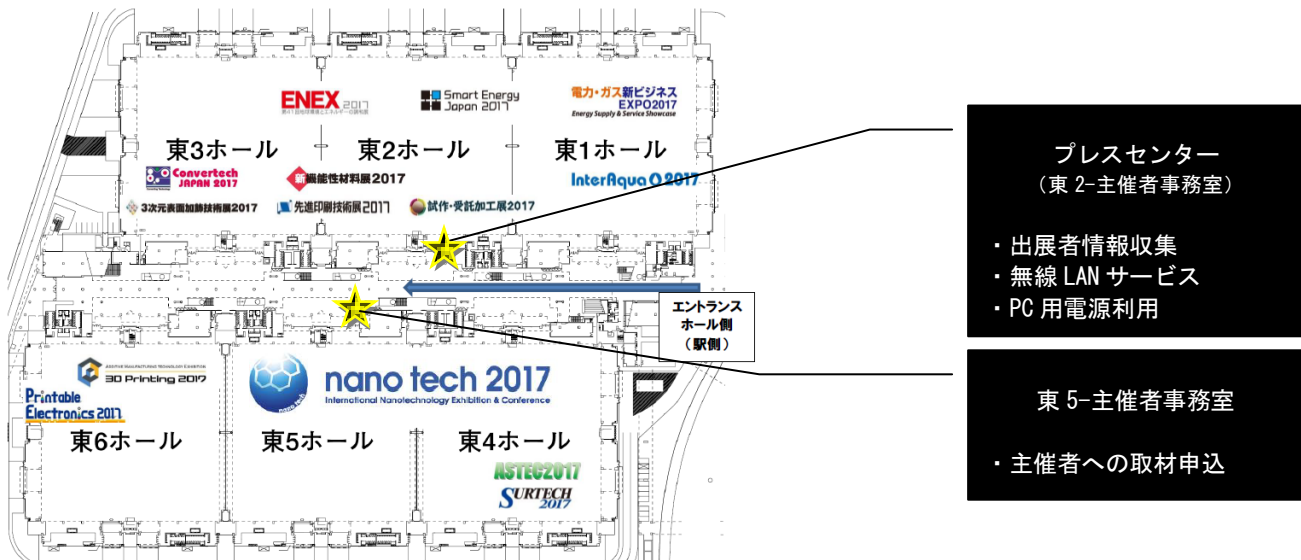 ENEX 2017
Smart Energy
Japan 2017
電力・ガス新ビジネス
EXPO2017
Energy Supply & Service Showcase
東3ホール
東2ホール
東1ホール
Convertech
JAPAN 2017
新機能性材料展2017
InterAqua 2017
3次元表面加飾技術展2017
先進印刷技術展2017
試作・受託加工展2017
エントランス
ホール側
（駅側）
3D Printing 2017
Printable
Electronics 2017
nano tech
nano tech 2017
International Nanotechnology Exhibition & Conference
東6ホール
東5ホール
東4ホール
ASTEC2017
SURTECH
2017
プレスセンター
（東 2-主催者事務室）
・出展者情報収集
・無線 LAN サービス
・PC 用電源利用
東 5-主催者事務室
・主催者への取材申込